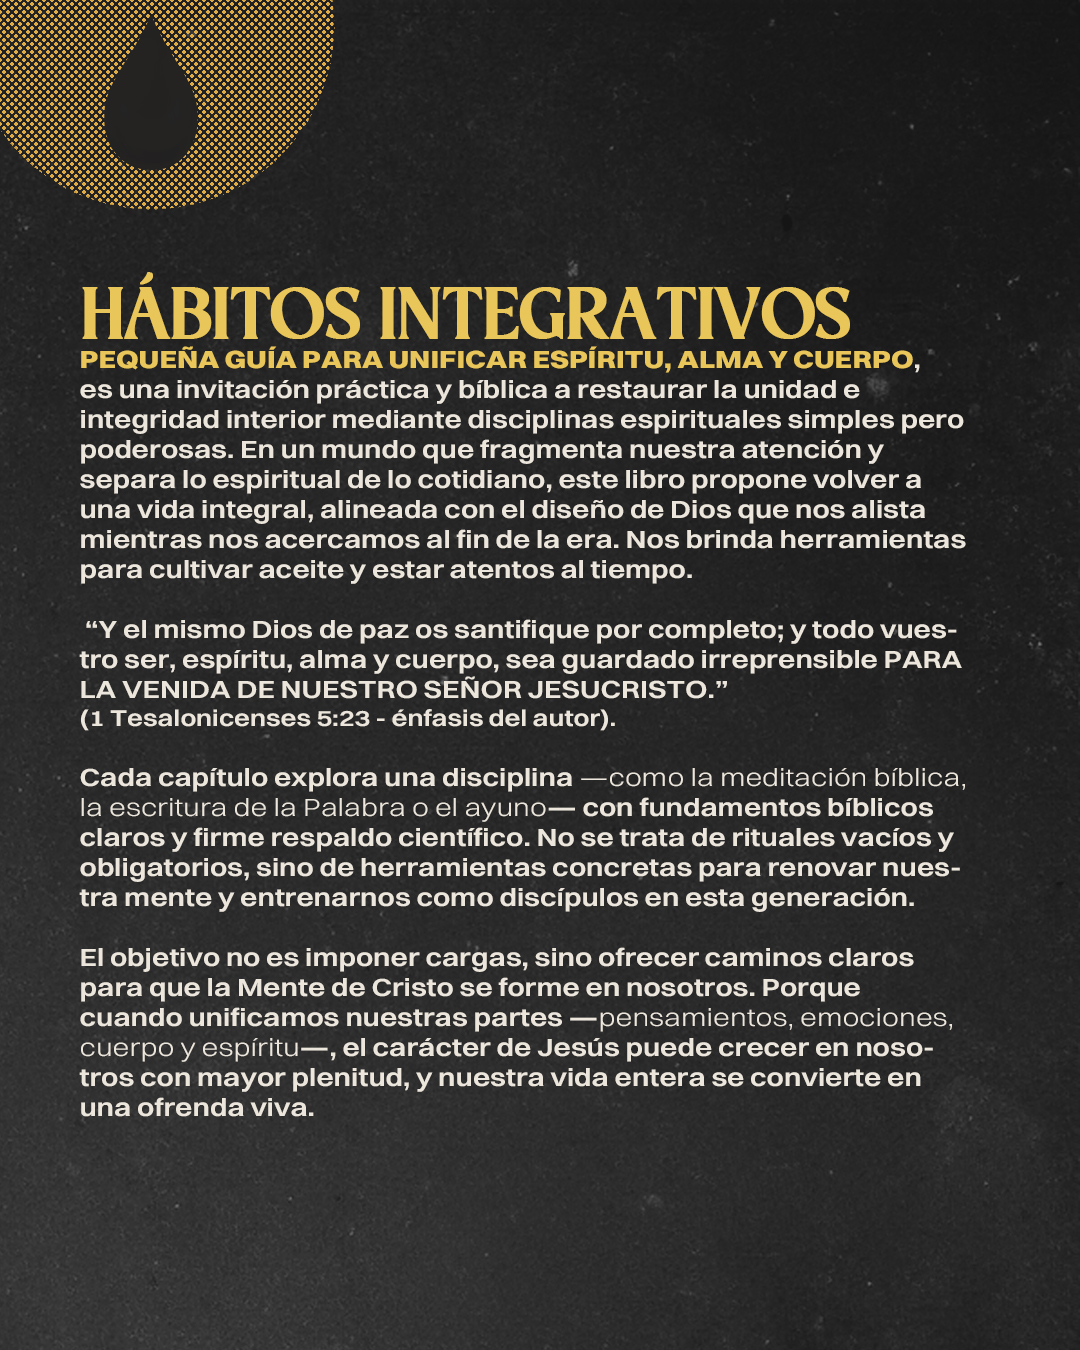 HÁBITOS INTEGRATIVOS
PEQUEÑA GUÍA PARA UNIFICAR ESPÍRITU, ALMA Y CUERPO,
es una invitación práctica y bíblica a restaurar la unidad e
integridad interior mediante disciplinas espirituales simples pero
poderosas. En un mundo que fragmenta nuestra atención y
separa lo espiritual de lo cotidiano, este libro propone volver a
una vida integral, alineada con el diseño de Dios que nos alista
mientras nos acercamos al fin de la era. Nos brinda herramientas
para cultivar aceite y estar atentos al tiempo.
“Y el mismo Dios de paz os santifique por completo; y todo vues-
tro ser, espíritu, alma y cuerpo, sea guardado irreprensible PARA
LA VENIDA DE NUESTRO SEÑOR JESUCRISTO.”
(1 Tesalonicenses 5:23 - énfasis del autor).
Cada capítulo explora una disciplina —como la meditación bíblica,
la escritura de la Palabra o el ayuno— con fundamentos bíblicos
claros y firme respaldo científico. No se trata de rituales vacíos y
obligatorios, sino de herramientas concretas para renovar nues-
tra mente y entrenarnos como discípulos en esta generación.
El objetivo no es imponer cargas, sino ofrecer caminos claros
para que la Mente de Cristo se forme en nosotros. Porque
cuando unificamos nuestras partes —pensamientos, emociones,
cuerpo y espíritu—, el carácter de Jesús puede crecer en noso-
tros con mayor plenitud, y nuestra vida entera se convierte en
una ofrenda viva.